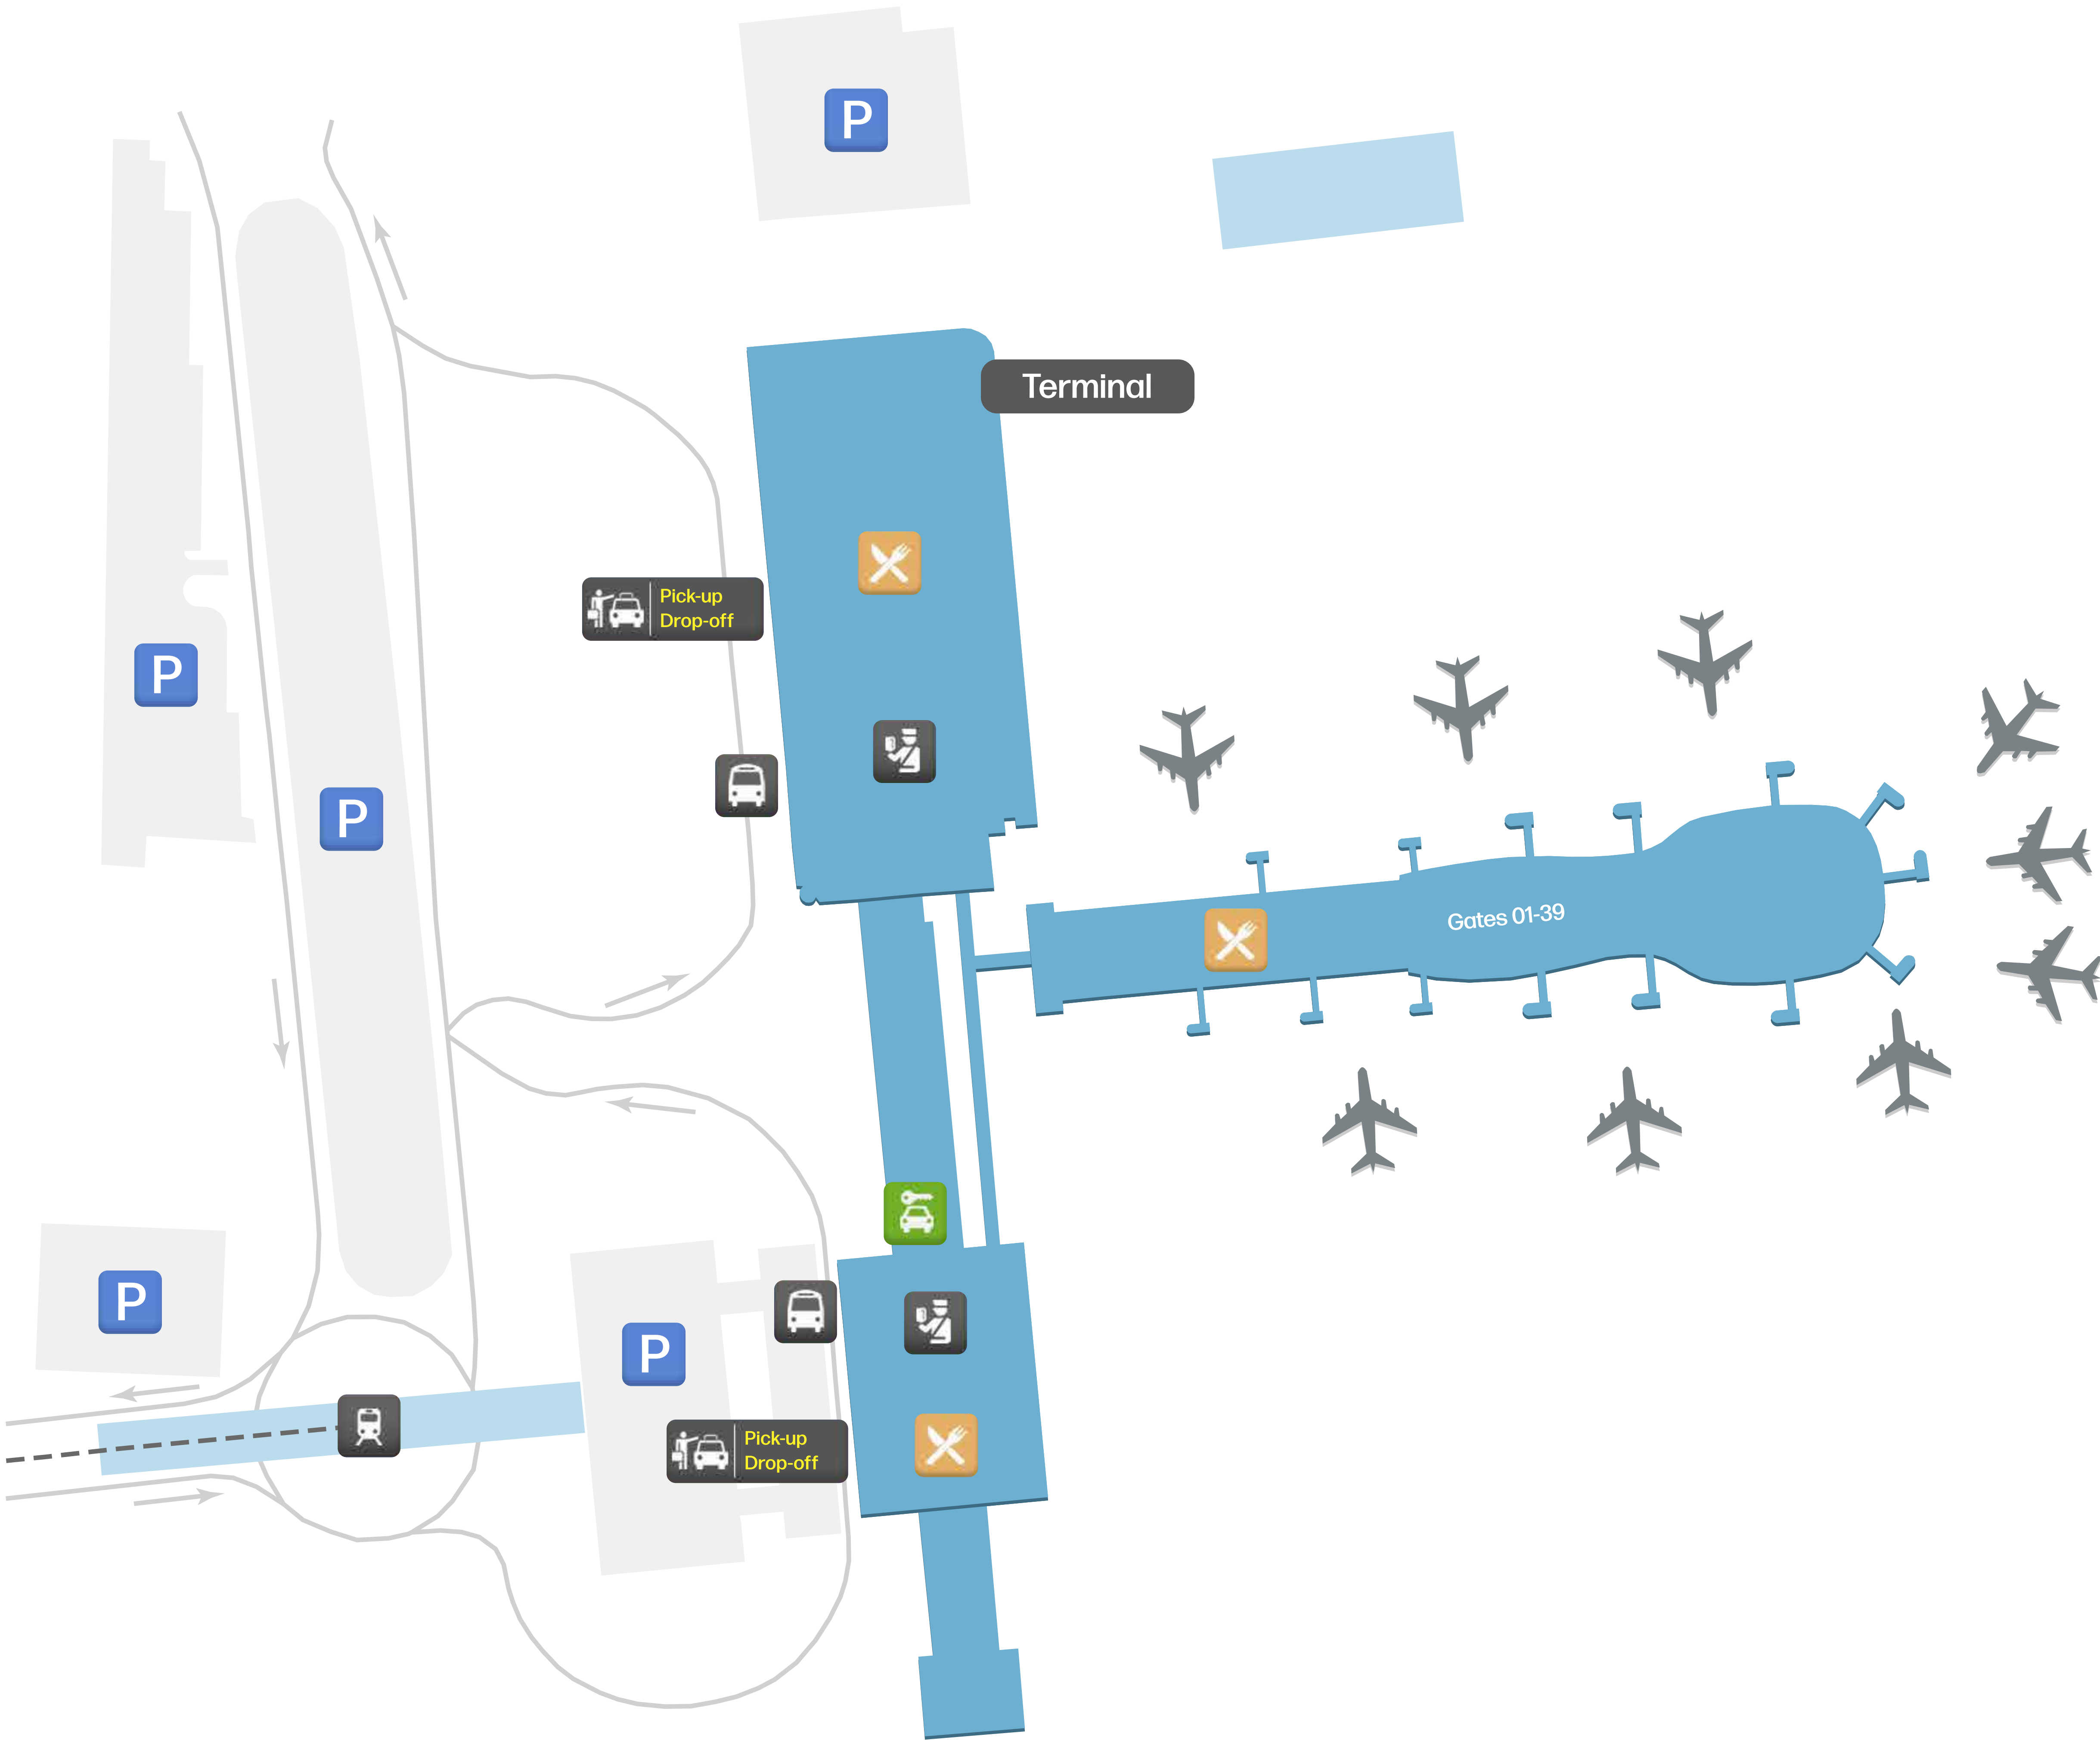 P
Terminal
Pick-up
Drop-off
P
P
Gates 01-39
P
P
Pick-up
Drop-off